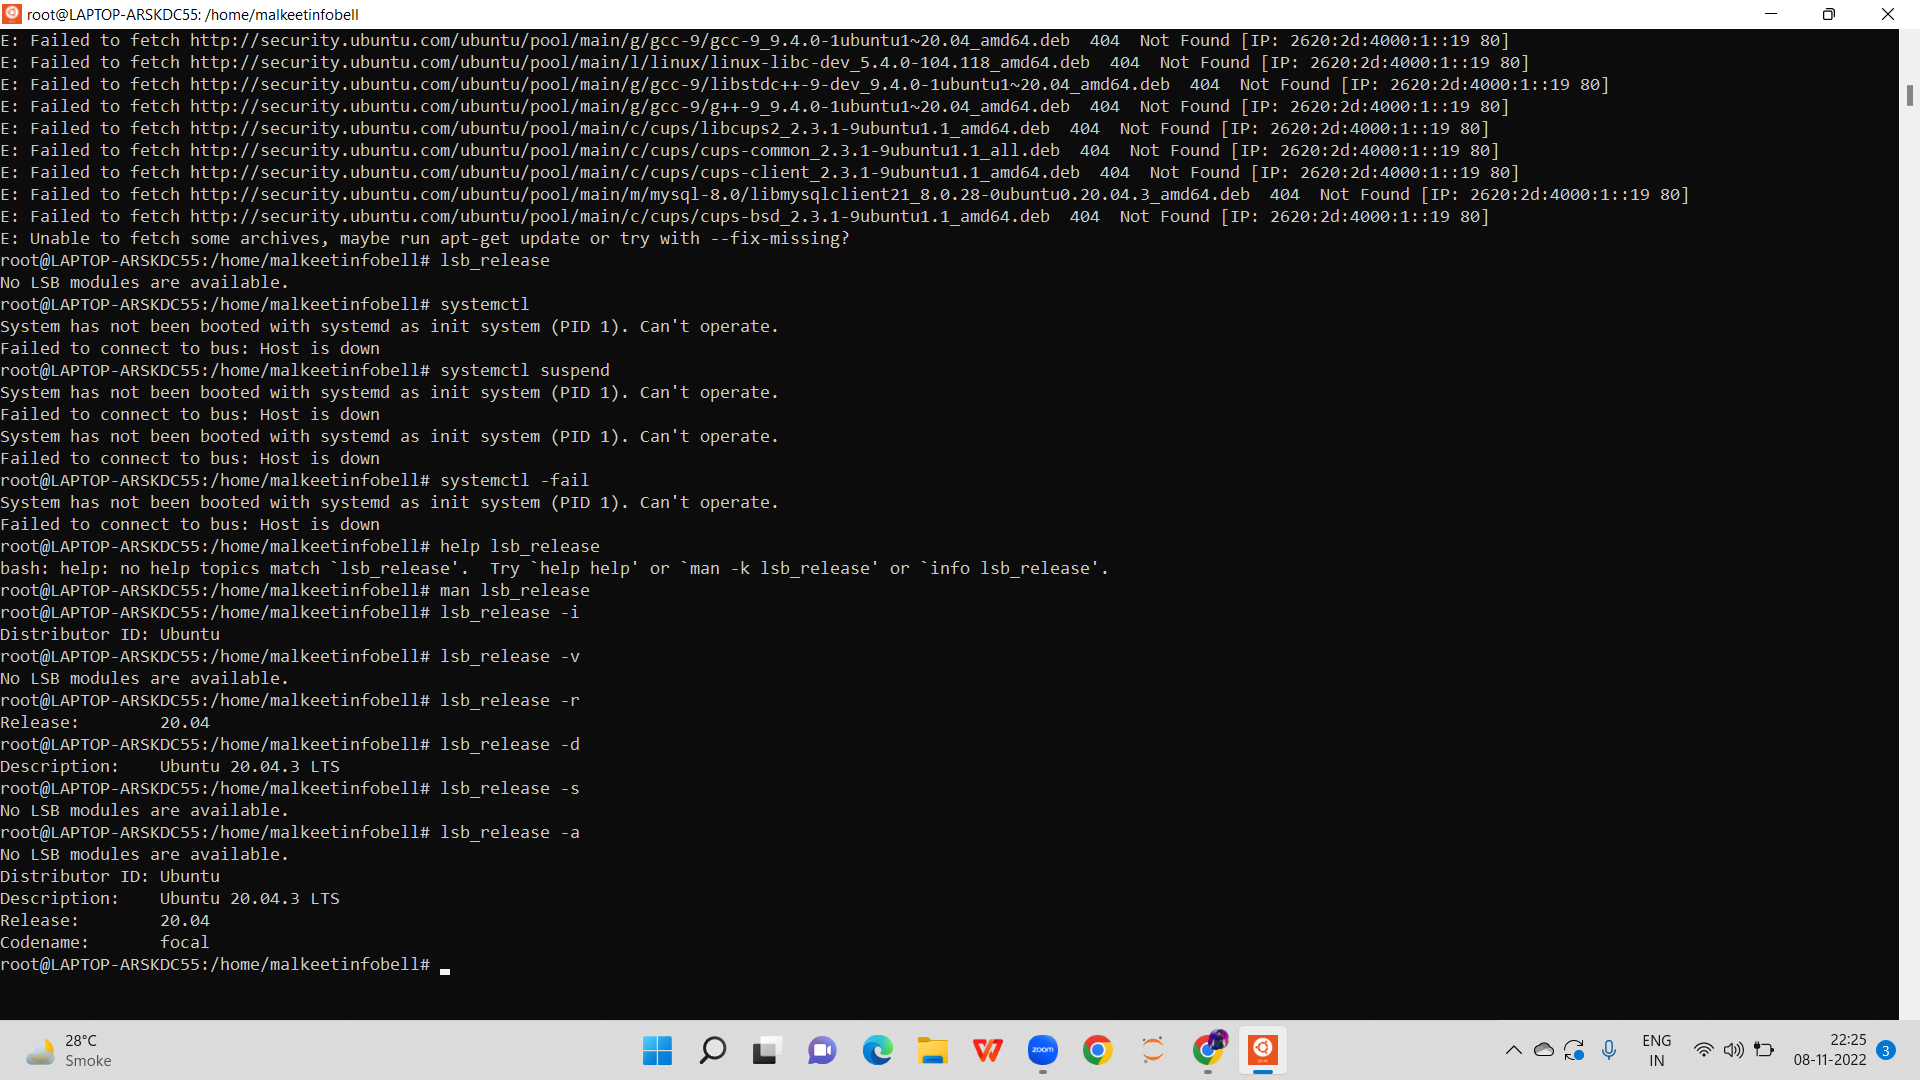 root@LAPTOP-ARSKDC55: /home/malkeetinfobell
E: Failed to fetch http://security.ubuntu.com/ubuntu/pool/main/g/gcc-9/gcc-9_9.4.0-1ubuntu1~20.04_amd64.deb  404  Not Found [IP: 2620:2d:4000:1::19 80]
E: Failed to fetch http://security.ubuntu.com/ubuntu/pool/main/l/linux/linux-libc-dev_5.4.0-104.118_amd64.deb  404  Not Found [IP: 2620:2d:4000:1::19 80]
E: Failed to fetch http://security.ubuntu.com/ubuntu/pool/main/g/gcc-9/libstdc++-9-dev_9.4.0-1ubuntu1~20.04_amd64.deb  404  Not Found [IP: 2620:2d:4000:1::19 80]
E: Failed to fetch http://security.ubuntu.com/ubuntu/pool/main/g/gcc-9/g++-9_9.4.0-1ubuntu1~20.04_amd64.deb  404  Not Found [IP: 2620:2d:4000:1::19 80]
E: Failed to fetch http://security.ubuntu.com/ubuntu/pool/main/c/cups/libcups2_2.3.1-9ubuntu1.1_amd64.deb  404  Not Found [IP: 2620:2d:4000:1::19 80]
E: Failed to fetch http://security.ubuntu.com/ubuntu/pool/main/c/cups/cups-common_2.3.1-9ubuntu1.1_all.deb  404  Not Found [IP: 2620:2d:4000:1::19 80]
E: Failed to fetch http://security.ubuntu.com/ubuntu/pool/main/c/cups/cups-client_2.3.1-9ubuntu1.1_amd64.deb  404  Not Found [IP: 2620:2d:4000:1::19 80]
E: Failed to fetch http://security.ubuntu.com/ubuntu/pool/main/m/mysql-8.0/libmysqlclient21_8.0.28-0ubuntu0.20.04.3_amd64.deb  404  Not Found [IP: 2620:2d:4000:1::19 80]
E: Failed to fetch http://security.ubuntu.com/ubuntu/pool/main/c/cups/cups-bsd_2.3.1-9ubuntu1.1_amd64.deb  404  Not Found [IP: 2620:2d:4000:1::19 80]
E: Unable to fetch some archives, maybe run apt-get update or try with --fix-missing?
root@LAPTOP-ARSKDC55:/home/malkeetinfobell# lsb_release
No LSB modules are available.
root@LAPTOP-ARSKDC55:/home/malkeetinfobell# systemctl
System has not been booted with systemd as init system (PID 1). Can't operate.
Failed to connect to bus: Host is down
root@LAPTOP-ARSKDC55:/home/malkeetinfobell# systemctl suspend
System has not been booted with systemd as init system (PID 1). Can't operate.
Failed to connect to bus: Host is down
System has not been booted with systemd as init system (PID 1). Can't operate.
Failed to connect to bus: Host is down
root@LAPTOP-ARSKDC55:/home/malkeetinfobell# systemctl -fail
System has not been booted with systemd as init system (PID 1). Can't operate.
Failed to connect to bus: Host is down
root@LAPTOP-ARSKDC55:/home/malkeetinfobell# help lsb_release
bash: help: no help topics match `lsb_release'.  Try `help help' or `man -k lsb_release' or `info lsb_release'.
root@LAPTOP-ARSKDC55:/home/malkeetinfobell# man lsb_release
root@LAPTOP-ARSKDC55:/home/malkeetinfobell# lsb_release -i
Distributor ID: Ubuntu
root@LAPTOP-ARSKDC55:/home/malkeetinfobell# lsb_release -v
No LSB modules are available.
root@LAPTOP-ARSKDC55:/home/malkeetinfobell# lsb_release -r
Release:        20.04
root@LAPTOP-ARSKDC55:/home/malkeetinfobell# lsb_release -d
Description:    Ubuntu 20.04.3 LTS
root@LAPTOP-ARSKDC55:/home/malkeetinfobell# lsb_release -s
No LSB modules are available.
root@LAPTOP-ARSKDC55:/home/malkeetinfobell# lsb_release -a
No LSB modules are available.
Distributor ID: Ubuntu
Description:    Ubuntu 20.04.3 LTS
Release:        20.04
Codename:       focal
root@LAPTOP-ARSKDC55:/home/malkeetinfobell#
28°C
Smoke
zoom
ENG
IN
22:25
08-11-2022
3